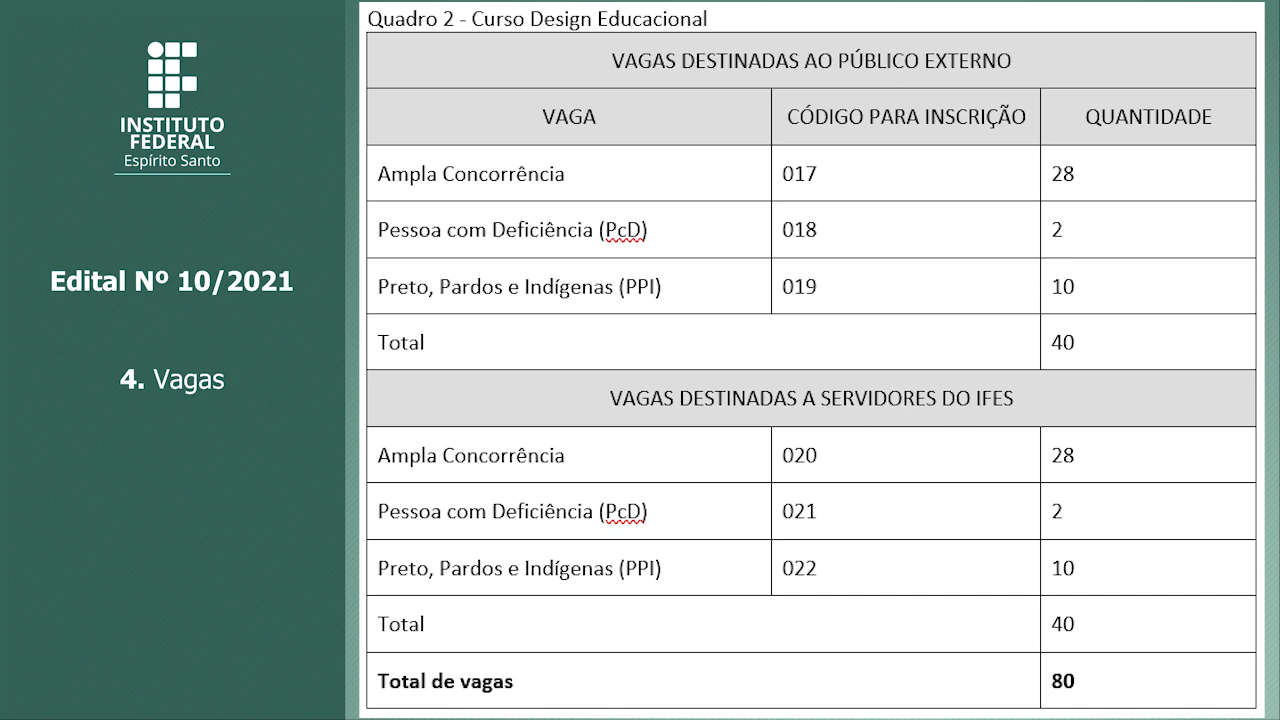 INSTITUTO
FEDERAL
Espírito Santo
Edital Nº 10/2021
4. Vagas
Quadro 2 - Curso Design Educacional
VAGAS DESTINADAS AO PÚBLICO EXTERNO
VAGA CÓDIGO PARA INSCRIÇÃO QUANTIDADE
Ampla Concorrência 017 28
Pessoa com Deficiência (PcD) 018 2
Preto, Pardos e Indígenas (PPI) 019 10
Total 40
VAGAS DESTINADAS A SERVIDORES DO IFES
Ampla Concorrência 020 28
Pessoa com Deficiência (PcD) 021 2
Preto, Pardos e Indígenas (PPI) 022 10
Total 40
Total de vagas 80